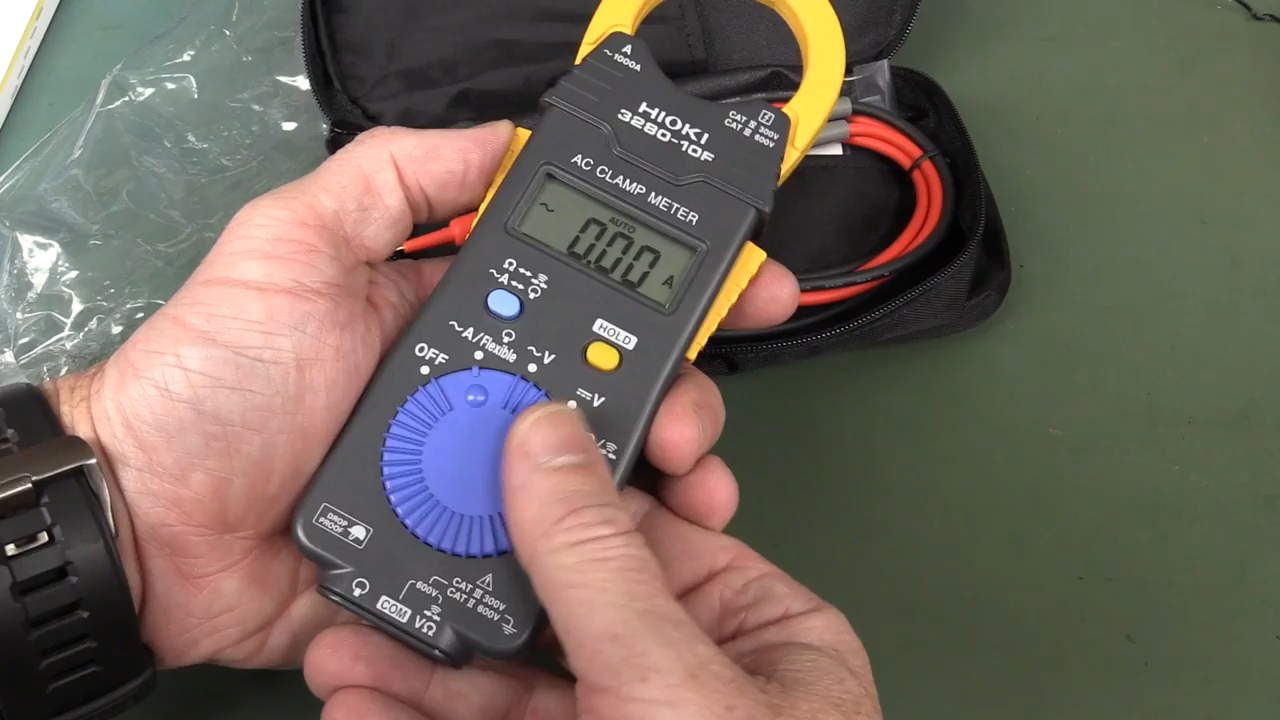 A
~1000A
HIOKI
3280-10F
CAT IV 300V
CAT III 600V
AC CLAMP METER
~ AUTO
0.00 A
Ω
~A
HOLD
OFF
~A/Flexible
~V
V
DROP
PROOF
COM
600V
VΩ
CAT III 300V
CAT II 600V